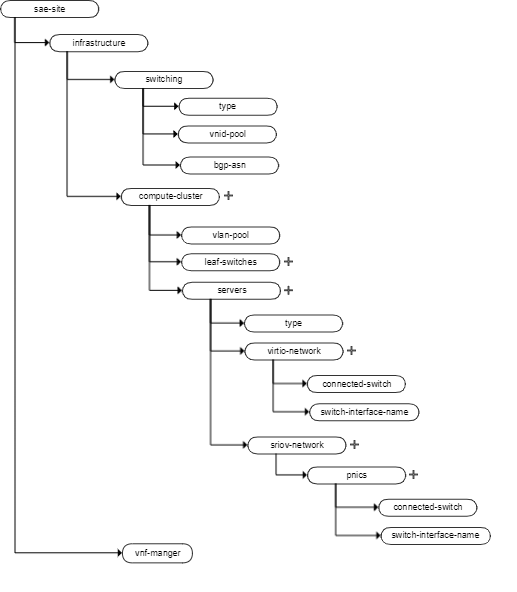 sae-site
infrastructure
switching
type
vnid-pool
bgp-asn
compute-cluster
vlan-pool
leaf-switches
servers
type
virtio-network
connected-switch
switch-interface-name
sriov-network
pnics
connected-switch
switch-interface-name
vnf-manger